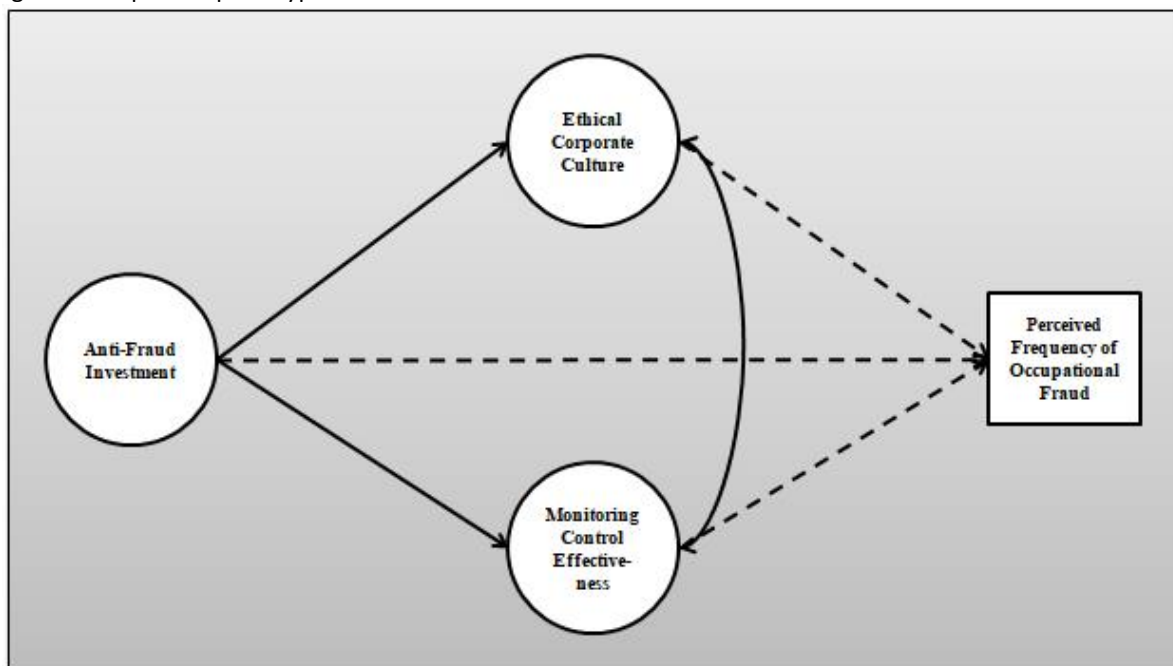 Ethical
Corporate
Culture
Anti-Fraud
Investment
Perceived
Frequency of
Occupational
Fraud
Monitoring
Control
Effective-
ness